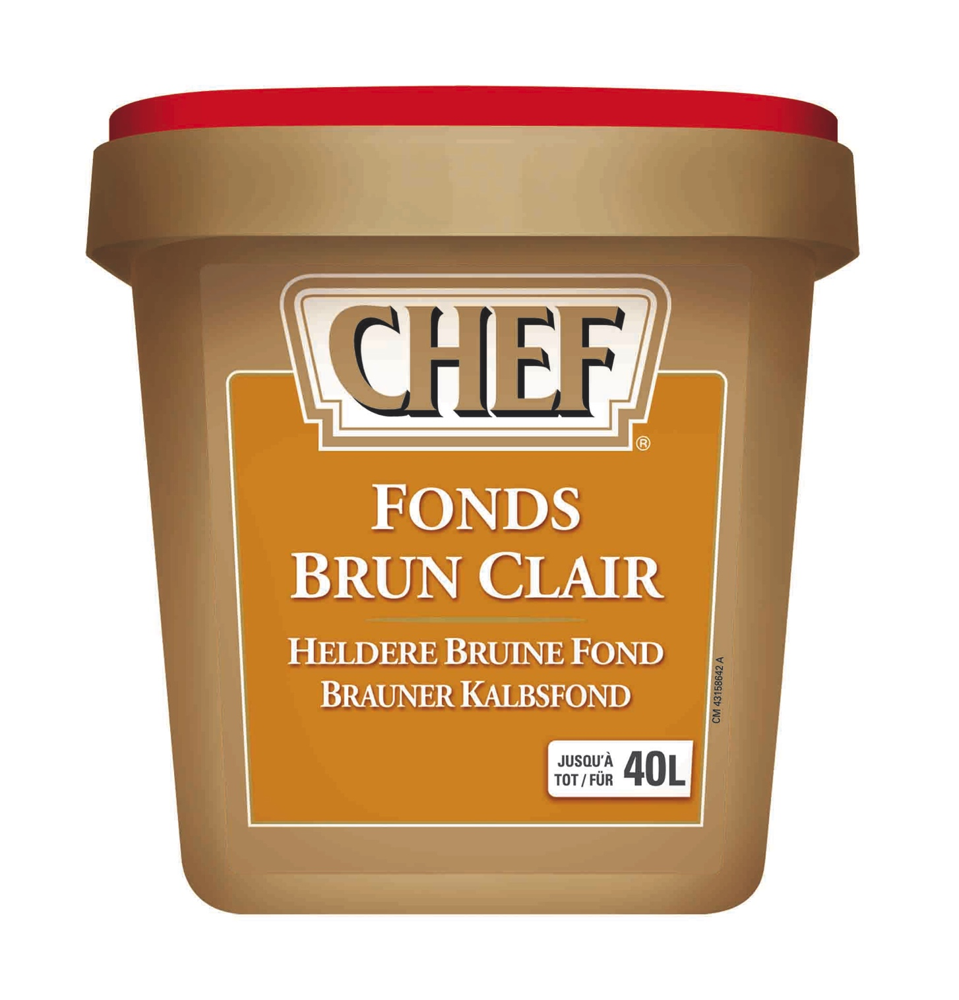 CHEF
®
FONDS
BRUN CLAIR
HELDERE BRUINE FOND
BRAUNER KALBSFOND
CM 43158642 A
JUSQU'À
TOT / FÜR 40L